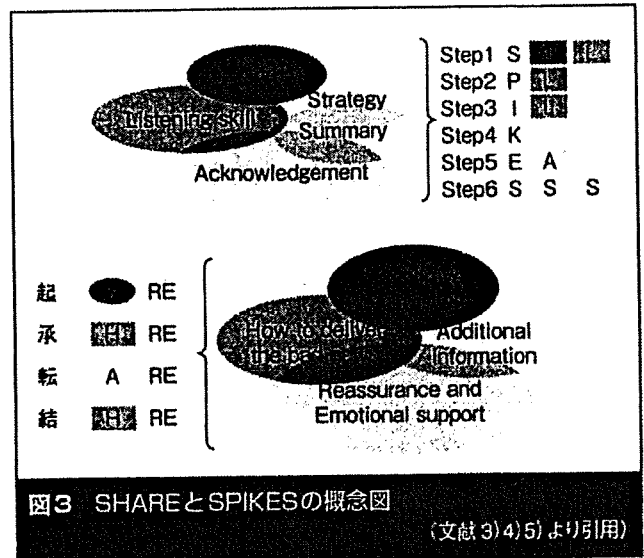 Step1 S
Step2 P
Step3 I
Step4 K
Step5 E A
Step6 S S S
Listening skill
Strategy
Summary
Acknowledgement
起 RE
承 H RE
転 A RE
結 H RE
How to deliver
the bad
Additional
Information
Reassurance and
Emotional support
図3 SHAREとSPIKESの概念図
(文献3)4)5)より引用)